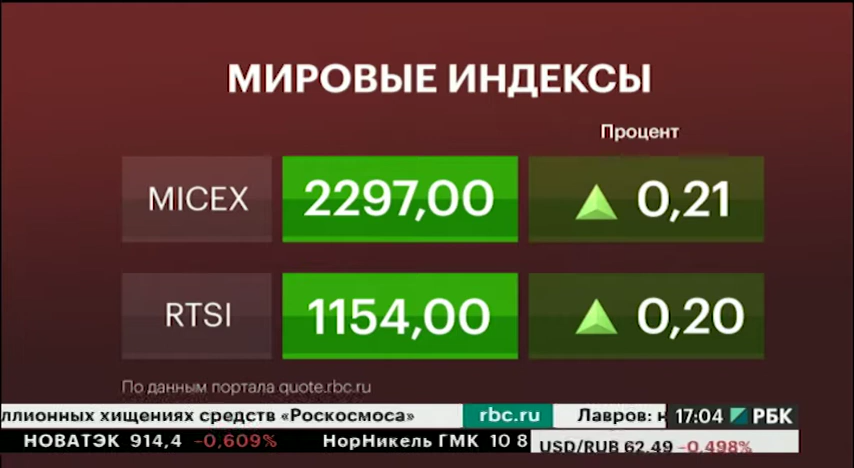 МИРОВЫЕ ИНДЕКСЫ
Процент
MICEX 2297,00 0,21
RTSI 1154,00 0,20
По данным портала quote.rbc.ru
хищениях средств «Роскосмоса» rbc.ru Лавров: 17:04 РБК
НОВАТЭК 914,4 -0,609% НорНикель ГМК 10 8
USD/RUB 62,49 -0,498%